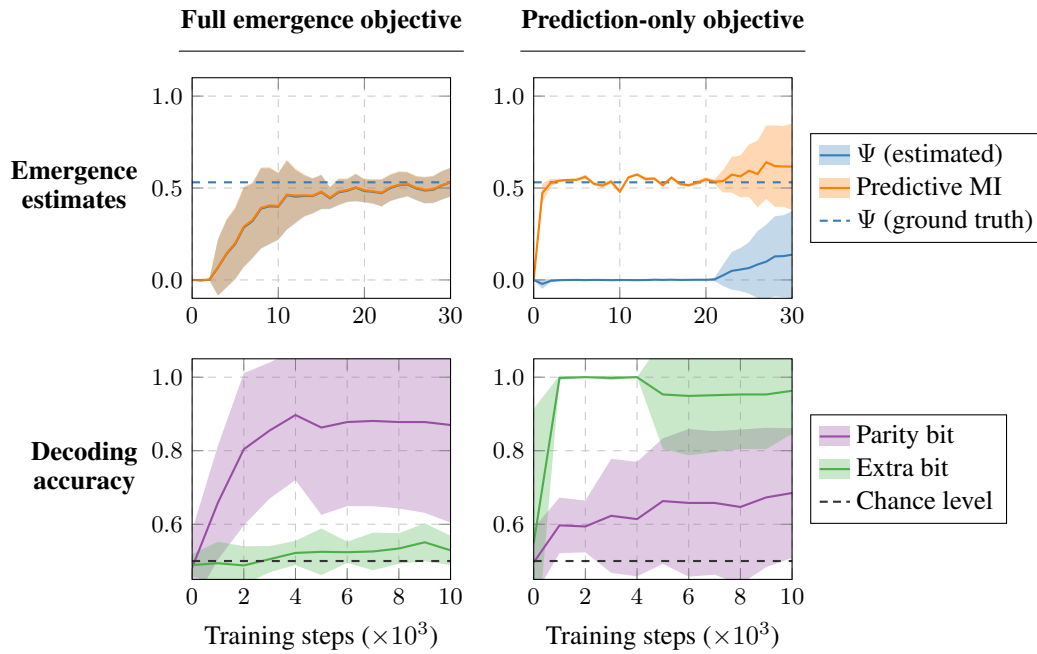 Full emergence objective
Prediction-only objective
Emergence
estimates
1.0
0.5
0.0
0
10
20
30
1.0
0.5
0.0
0
10
20
30
Ψ (estimated)
Predictive MI
Ψ (ground truth)
Decoding
accuracy
1.0
0.8
0.6
0
2
4
6
8
10
Training steps (×10³)
1.0
0.8
0.6
0
2
4
6
8
10
Training steps (×10³)
Parity bit
Extra bit
Chance level